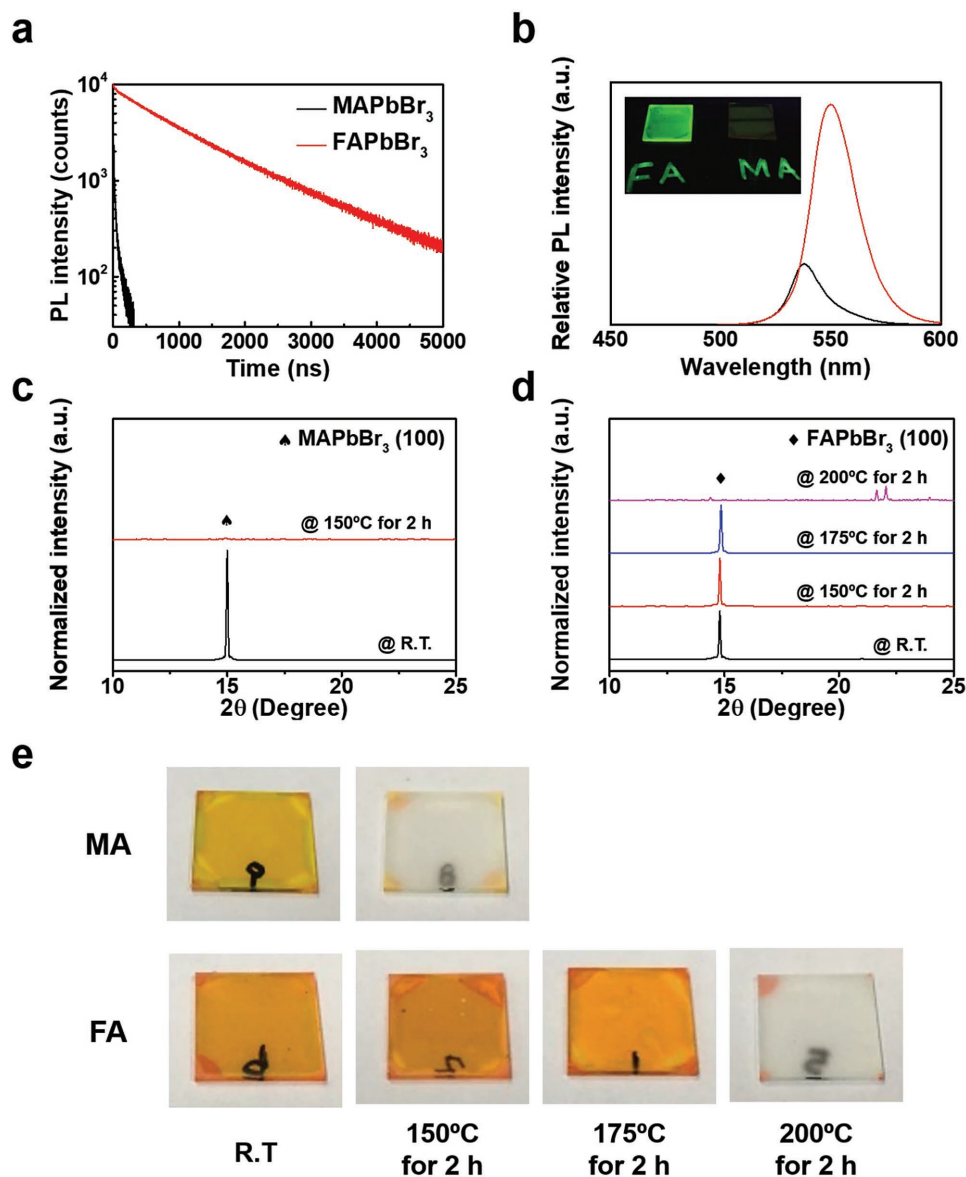 a
10⁴
10³
10²
PL intensity (counts)
MAPbBr₃
FAPbBr₃
0 1000 2000 3000 4000 5000
Time (ns)
b
Relative PL intensity (a.u.)
FA MA
450 500 550 600
Wavelength (nm)
c
Normalized intensity (a.u.)
♠ MAPbBr₃ (100)
♠
@ 150ºC for 2 h
@ R.T.
10 15 20 25
2θ (Degree)
d
Normalized intensity (a.u.)
♦ FAPbBr₃ (100)
♦
@ 200ºC for 2 h
@ 175ºC for 2 h
@ 150ºC for 2 h
@ R.T.
10 15 20 25
2θ (Degree)
e
MA
FA
R.T
150ºC
for 2 h
175ºC
for 2 h
200ºC
for 2 h